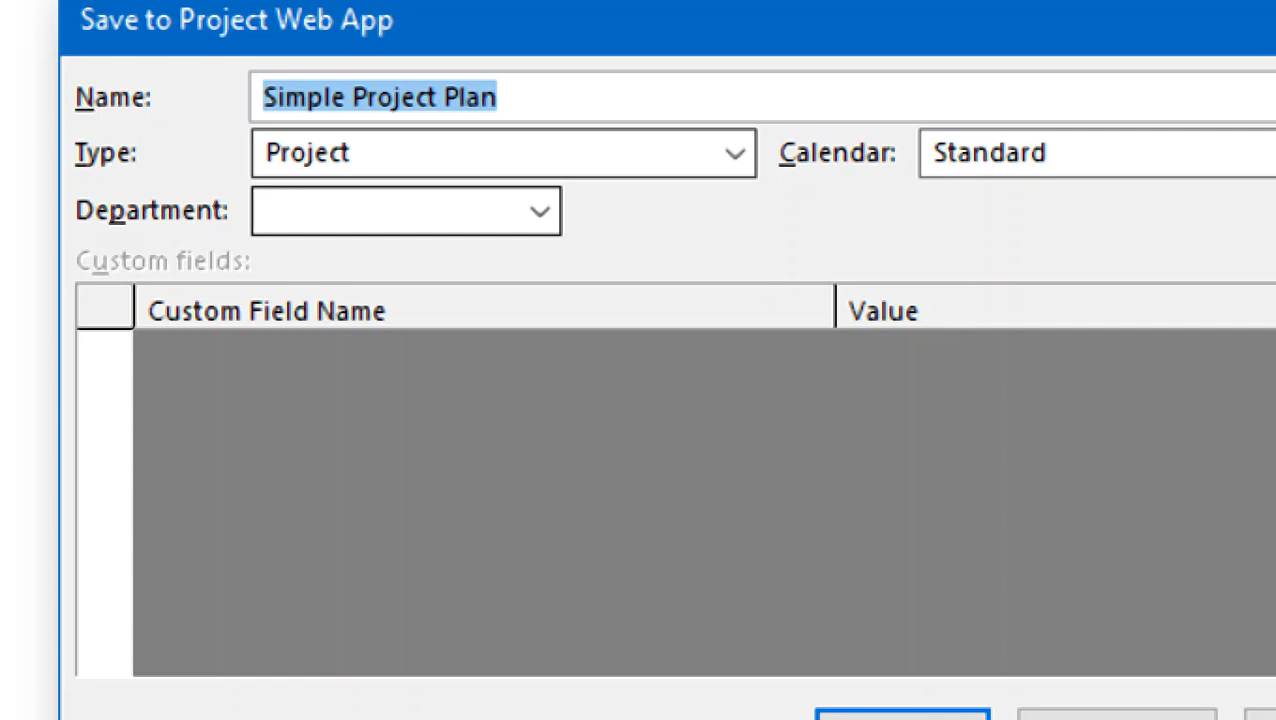 Save to Project Web App
Name: Simple Project Plan
Type: Project Calendar: Standard
Department:
Custom fields:
Custom Field Name Value